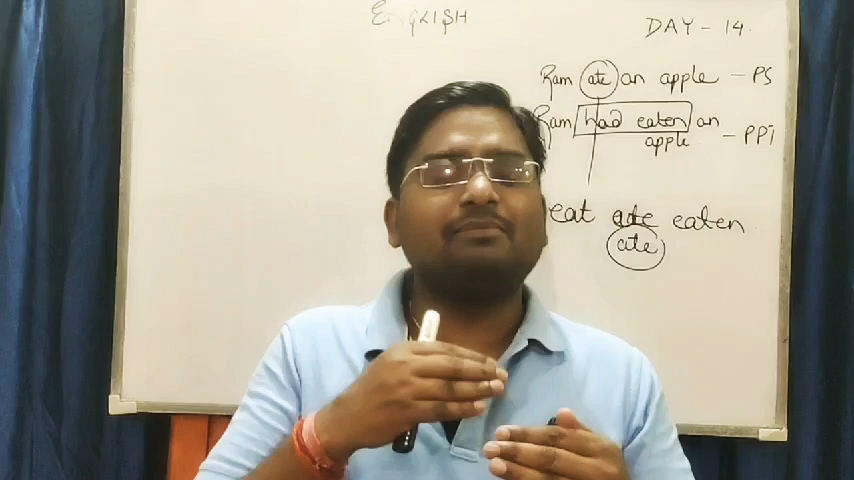 ENGLISH
DAY - 14.
Ram ate an apple - PS
Ram had eaten an
apple - PPT
eat ate eaten
ate